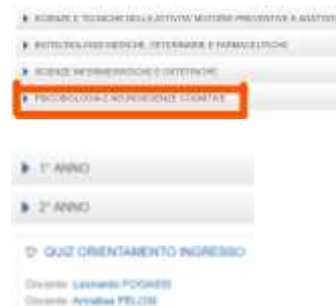 SCIENZE E TECNICHE DELLE ATTIVITA' MOTORIE PREVENTIVE E ADATTATE
BIOTECNOLOGIE MEDICHE, VETERINARIE E FARMACEUTICHE
SCIENZE INFERMIERISTICHE E OSTETRICHE
PSICOBIOLOGIA E NEUROSCIENZE COGNITIVE
1° ANNO
2° ANNO
QUIZ ORIENTAMENTO INGRESSO
Docente: Leonardo FOGASSI
Docente: Annalisa PELOSI